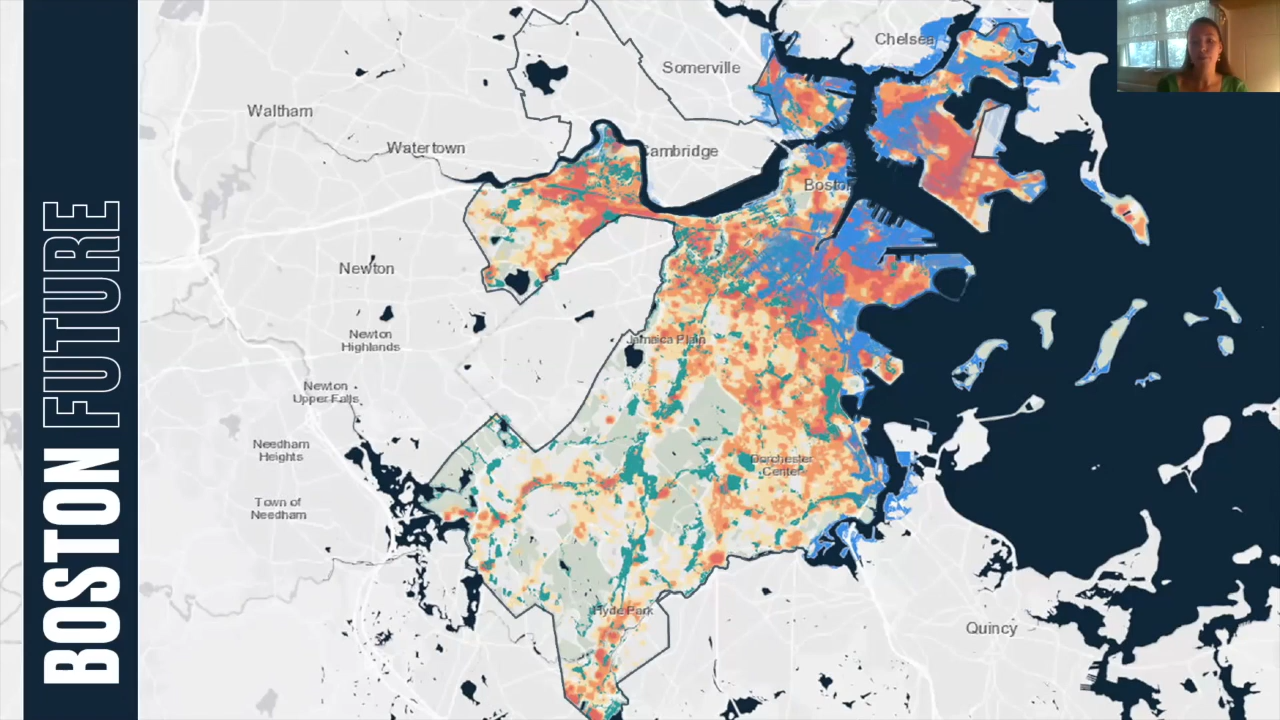 BOSTON FUTURE
Chelsea
Somerville
Waltham
Watertown
Cambridge
Boston
Newton
Newton
Highlands
Jamaica Plain
Newton
Upper Falls
Needham
Heights
Dorchester
Center
Town of
Needham
Hyde Park
Quincy